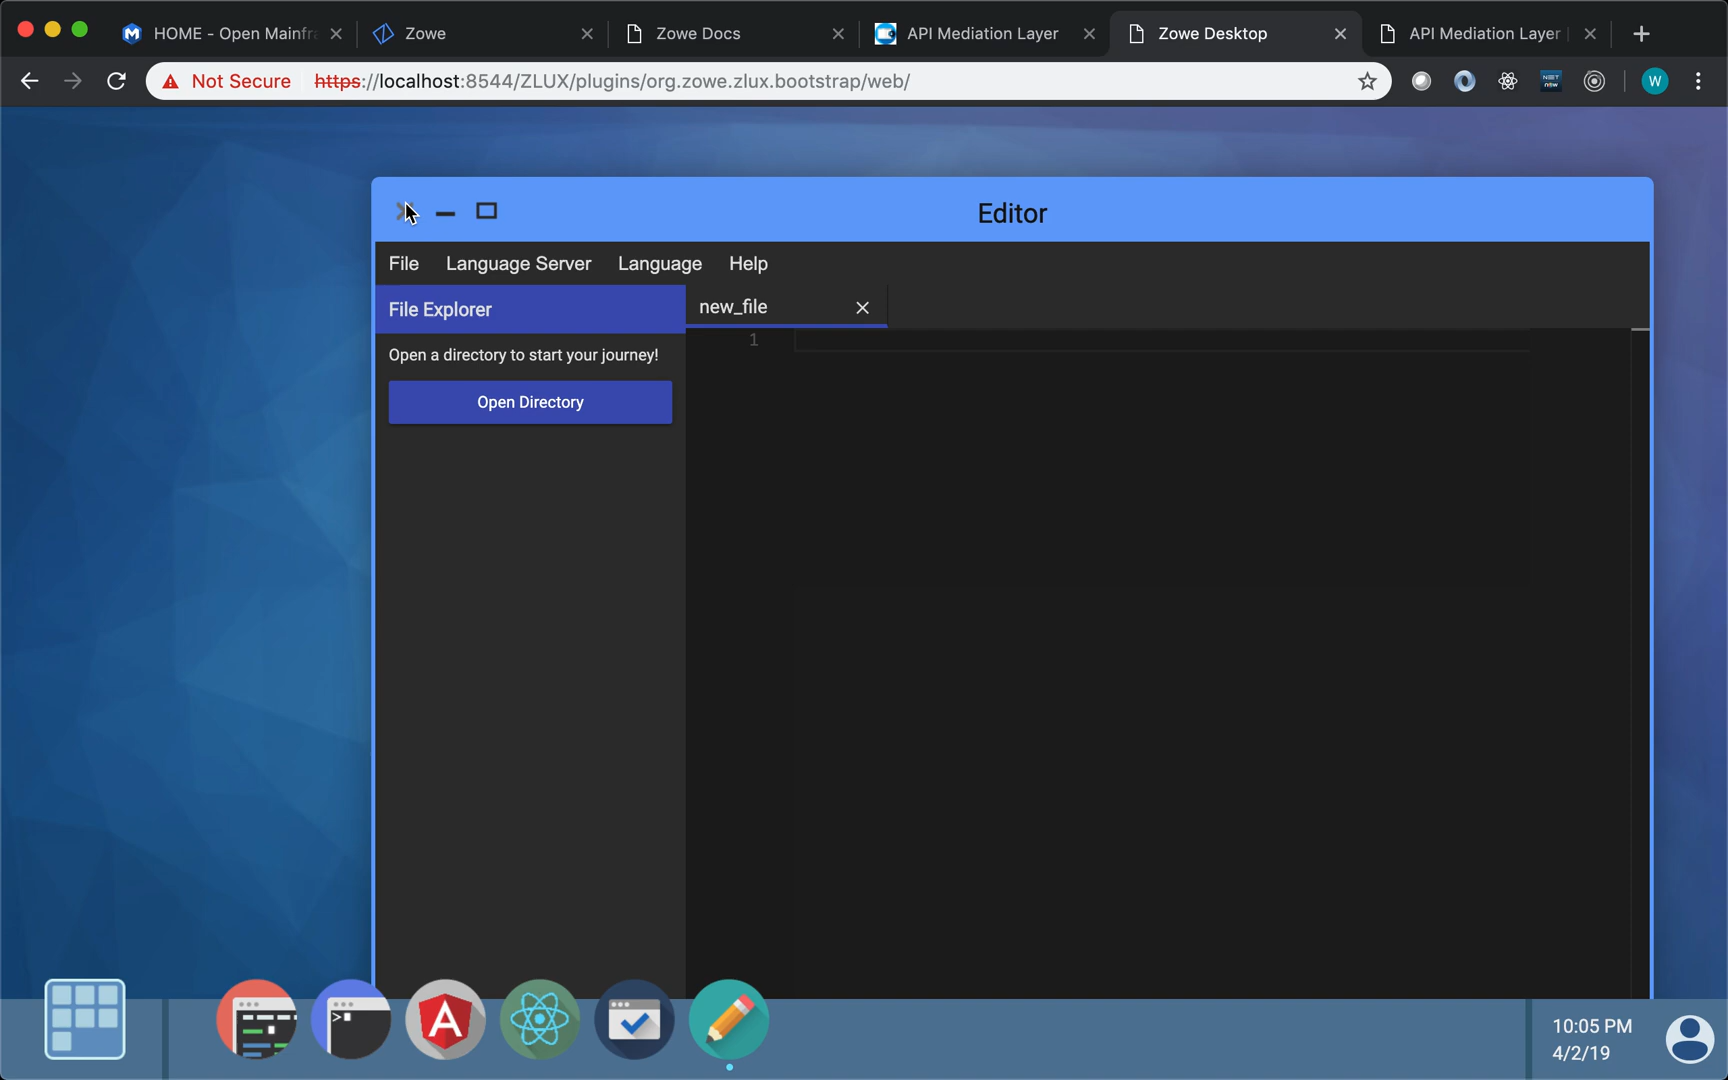 HOME - Open Mainfr
Zowe
Zowe Docs
API Mediation Layer
Zowe Desktop
API Mediation Layer
Not Secure
https://localhost:8544/ZLUX/plugins/org.zowe.zlux.bootstrap/web/
W
Editor
File Language Server Language Help
File Explorer
new_file
1
Open a directory to start your journey!
Open Directory
10:05 PM
4/2/19